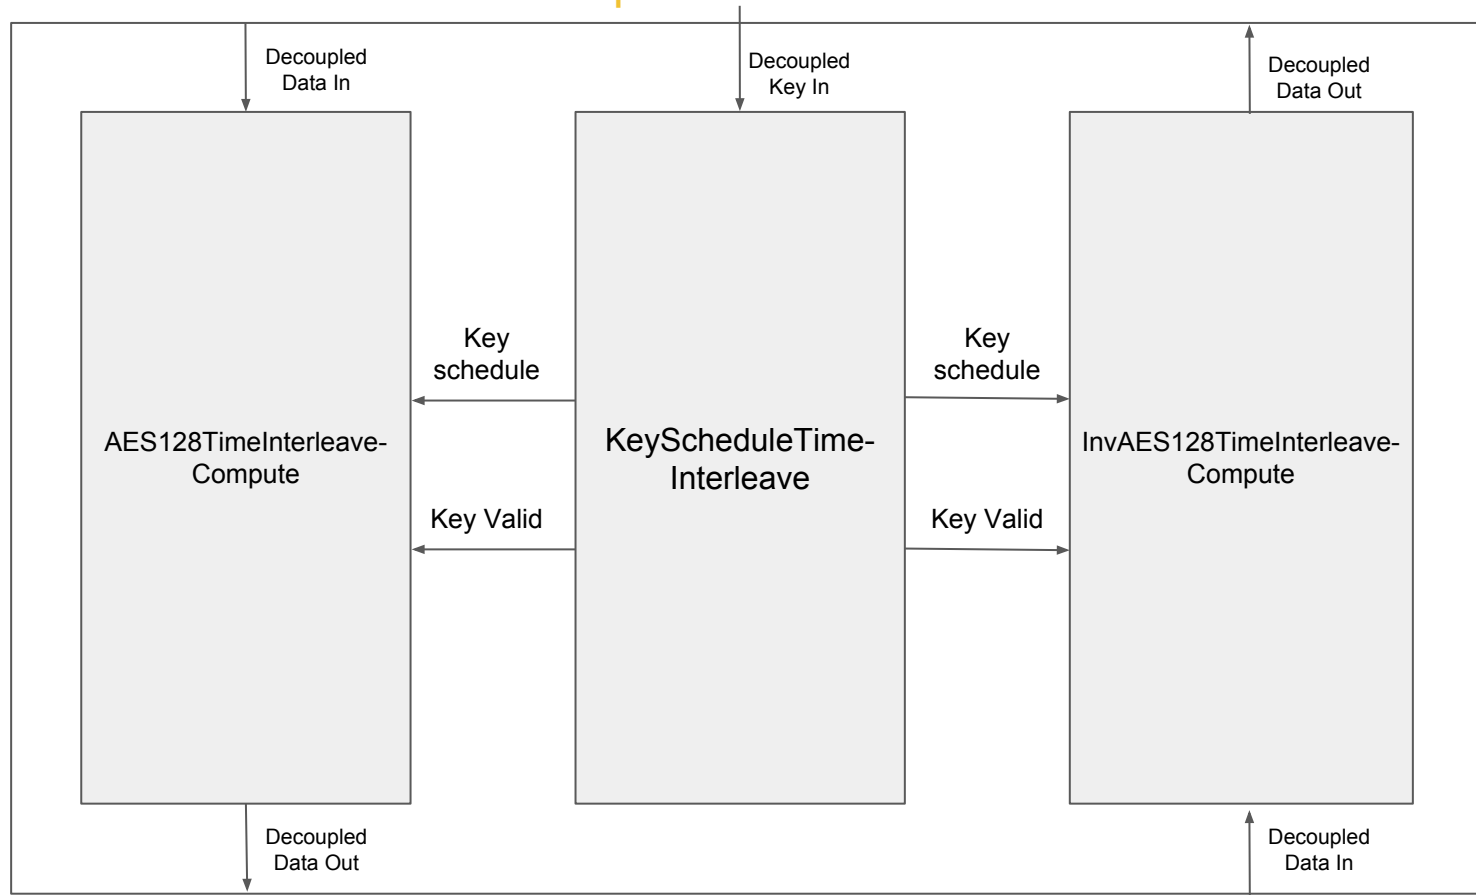 Decoupled
Data In
Decoupled
Key In
Decoupled
Data Out
Key
schedule
Key
schedule
AES128TimeInterleave-
Compute
KeyScheduleTime-
Interleave
InvAES128TimeInterleave-
Compute
Key Valid
Key Valid
Decoupled
Data Out
Decoupled
Data In